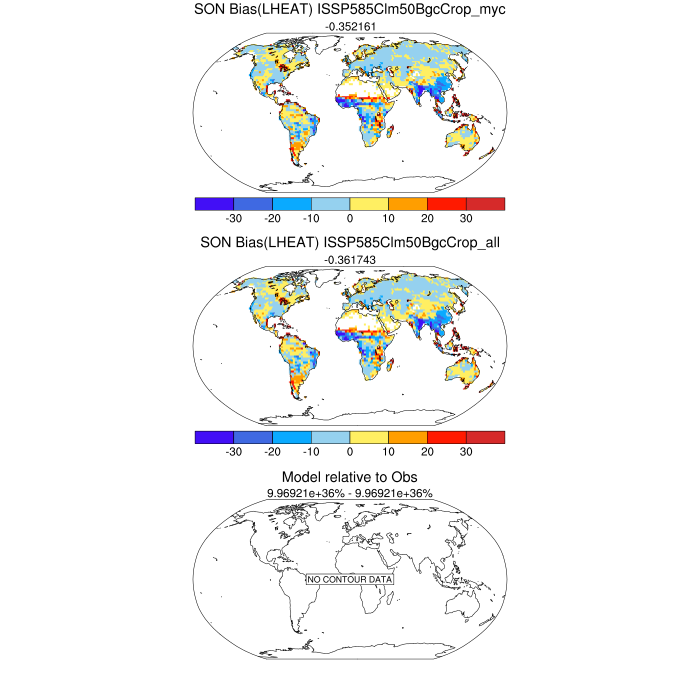 SON Bias(LHEAT) ISSP585Clm50BgcCrop_myc
-0.352161
-30 -20 -10 0 10 20 30
SON Bias(LHEAT) ISSP585Clm50BgcCrop_all
-0.361743
-30 -20 -10 0 10 20 30
Model relative to Obs
9.96921e+36% - 9.96921e+36%
NO CONTOUR DATA